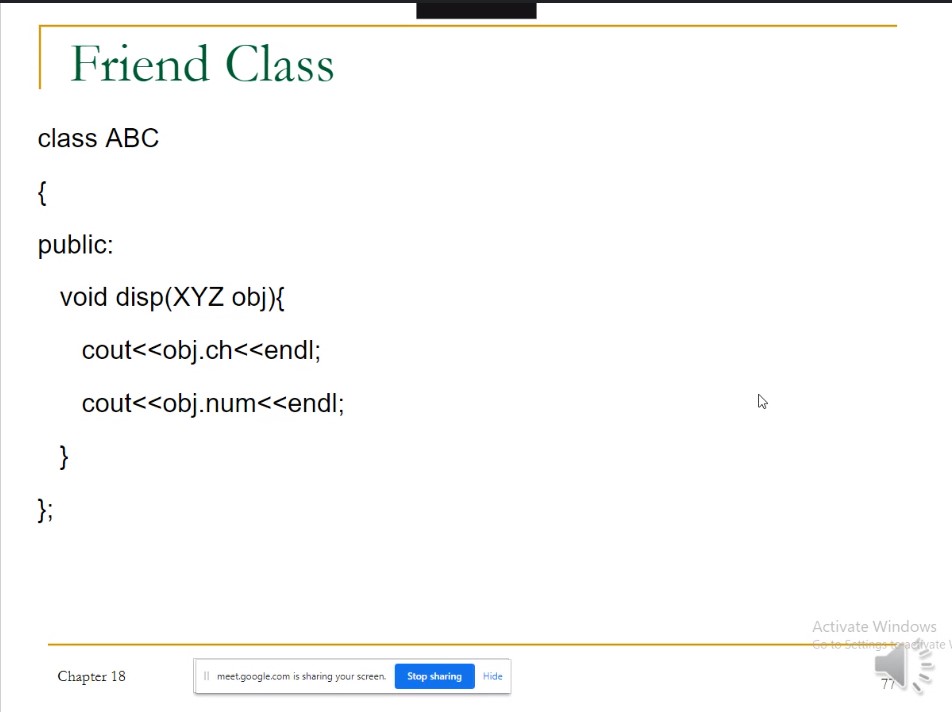 Friend Class
class ABC
{
public:
void disp(XYZ obj){
cout<<obj.ch<<endl;
cout<<obj.num<<endl;
}
};
Activate Windows
Go to Settings to activate
Chapter 18
meet.google.com is sharing your screen.
Stop sharing
Hide
77